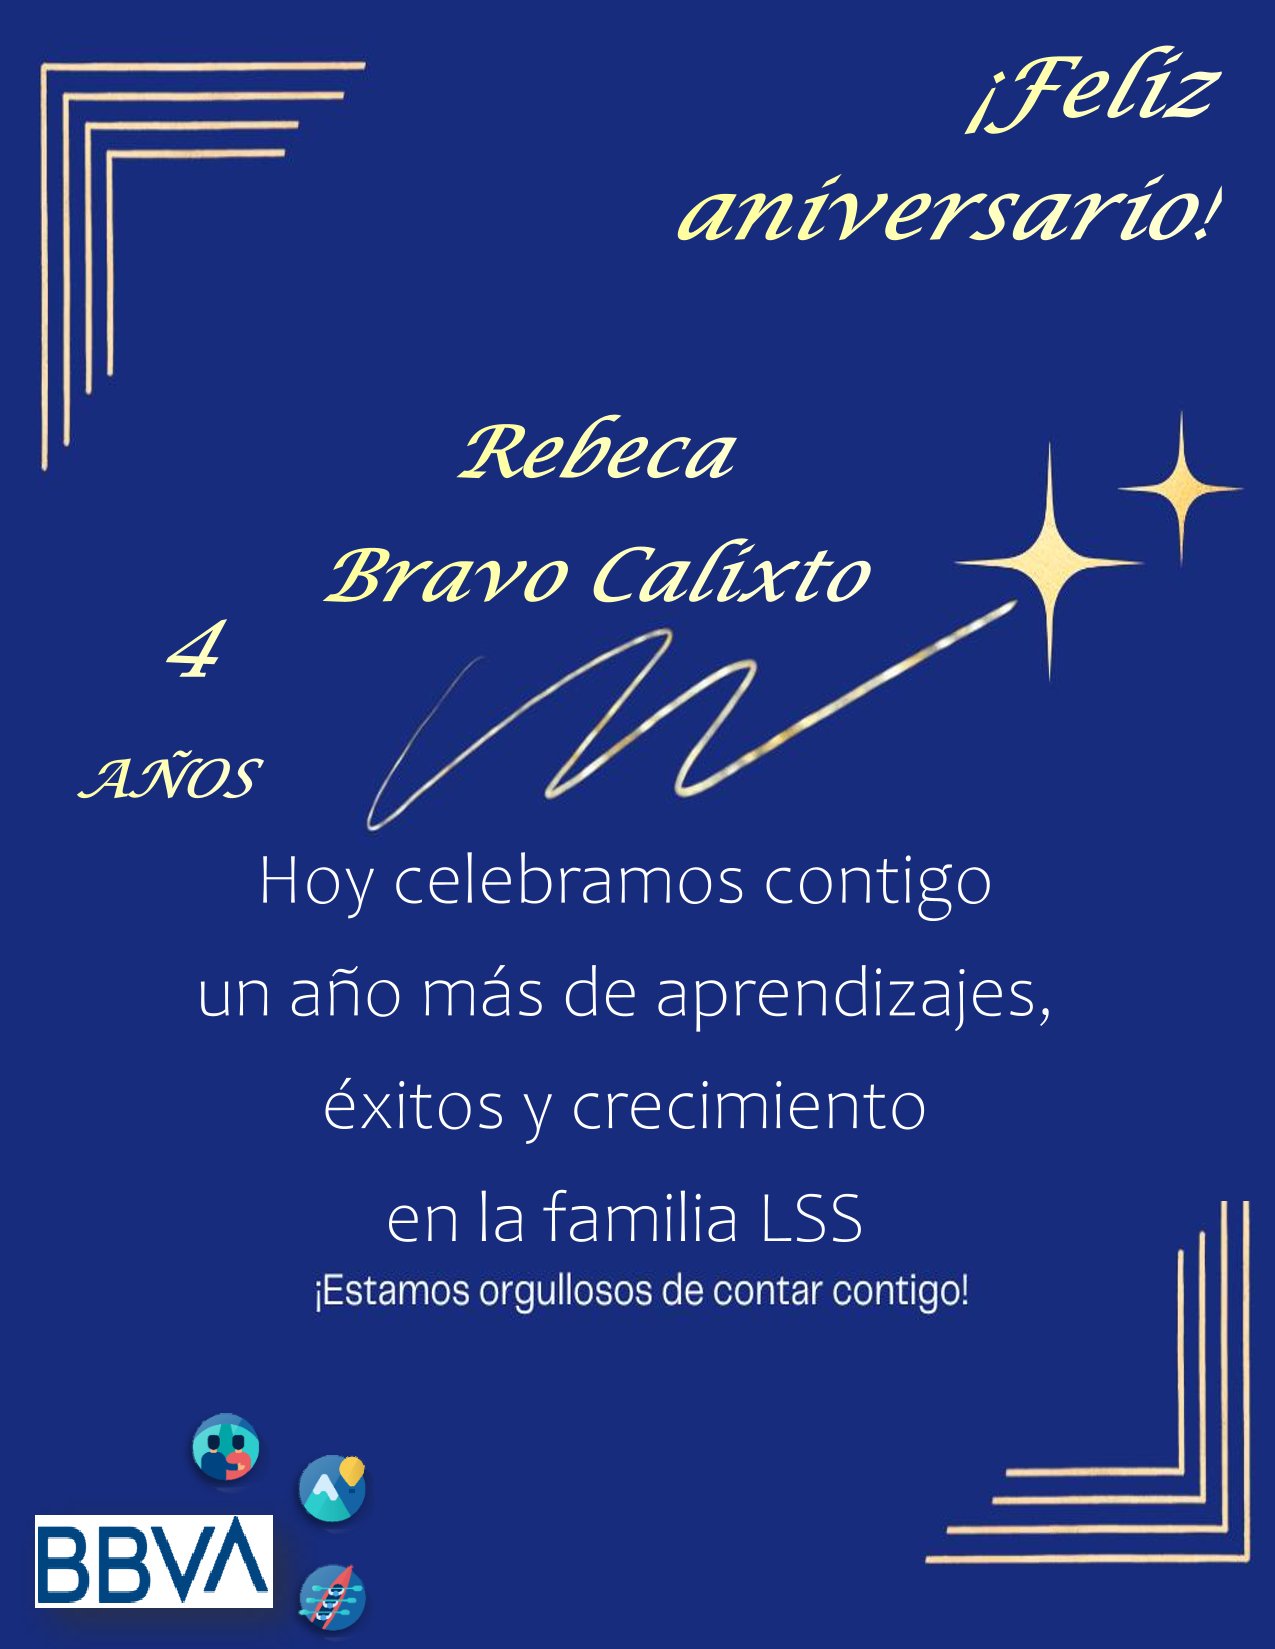 ¡Feliz
aniversario!
Rebeca
Bravo Calixto
4
AÑOS
Hoy celebramos contigo
un año más de aprendizajes,
éxitos y crecimiento
en la familia LSS
¡Estamos orgullosos de contar contigo!
BBVA